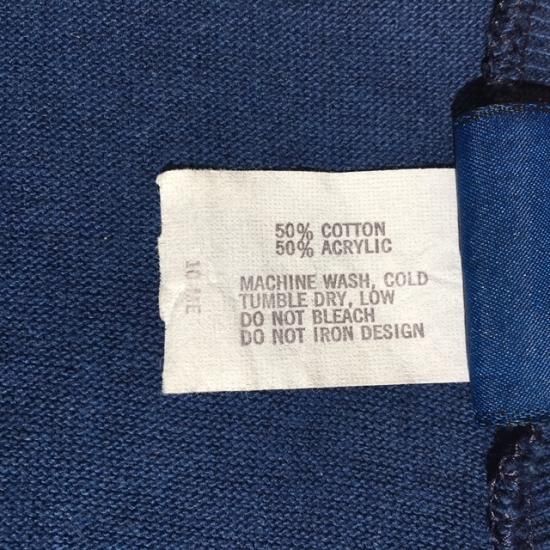 50% COTTON
50% ACRYLIC
MACHINE WASH, COLD
TUMBLE DRY, LOW
DO NOT BLEACH
DO NOT IRON DESIGN